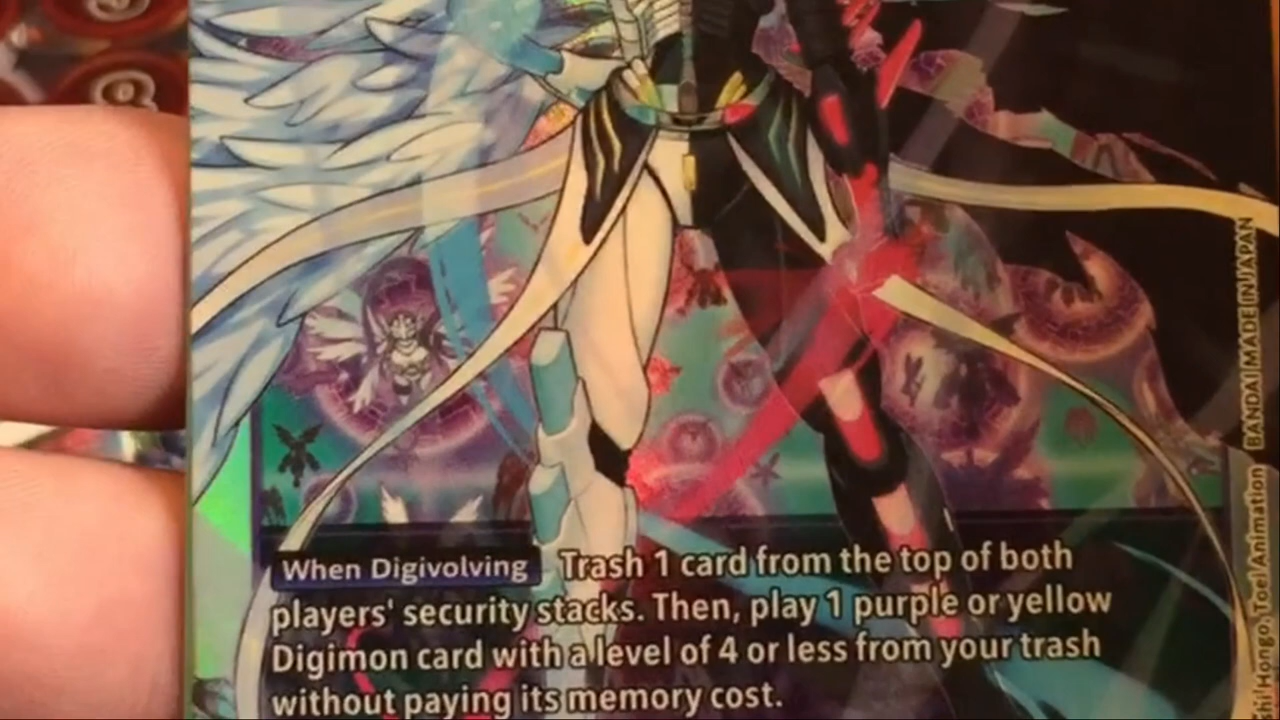 When Digivolving Trash 1 card from the top of both
players' security stacks. Then, play 1 purple or yellow
Digimon card with a level of 4 or less from your trash
without paying its memory cost.
Hongo, Toei Animation BANDAI MADE IN JAPAN